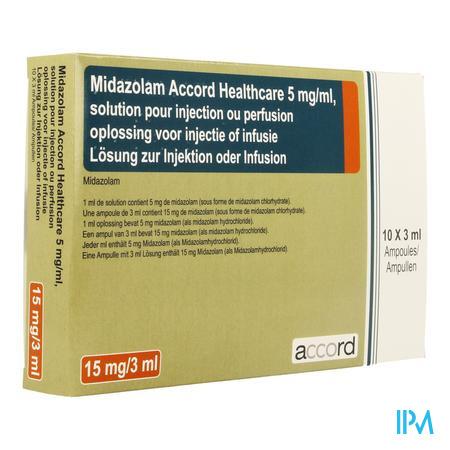 Midazolam Accord Healthcare 5 mg/ml,
solution pour injection ou perfusion
oplossing voor injectie of infusie
Lösung zur Injektion oder Infusion
Midazolam
1 ml de solution contient 5 mg de midazolam (sous forme de midazolam chlorhydrate).
Une ampoule de 3 ml contient 15 mg de midazolam (sous forme de midazolam chlorhydrate).
1 ml oplossing bevat 5 mg midazolam (als midazolam hydrochloride).
Een ampul van 3 ml bevat 15 mg midazolam (als midazolam hydrochloride).
Jeder ml enthält 5 mg Midazolam (als Midazolamhydrochlorid).
Eine Ampulle mit 3 ml Lösung enthält 15 mg Midazolam (als Midazolamhydrochlorid).
15 mg/3 ml
accord
10 X 3 ml
Ampoules/
Ampullen
Midazolam Accord Healthcare 5 mg/ml,
solution pour injection ou perfusion
oplossing voor injectie of infusie
Lösung zur Injektion oder Infusion
10 X 3 ml Ampoules/Ampullen
15 mg/3 ml
IPM